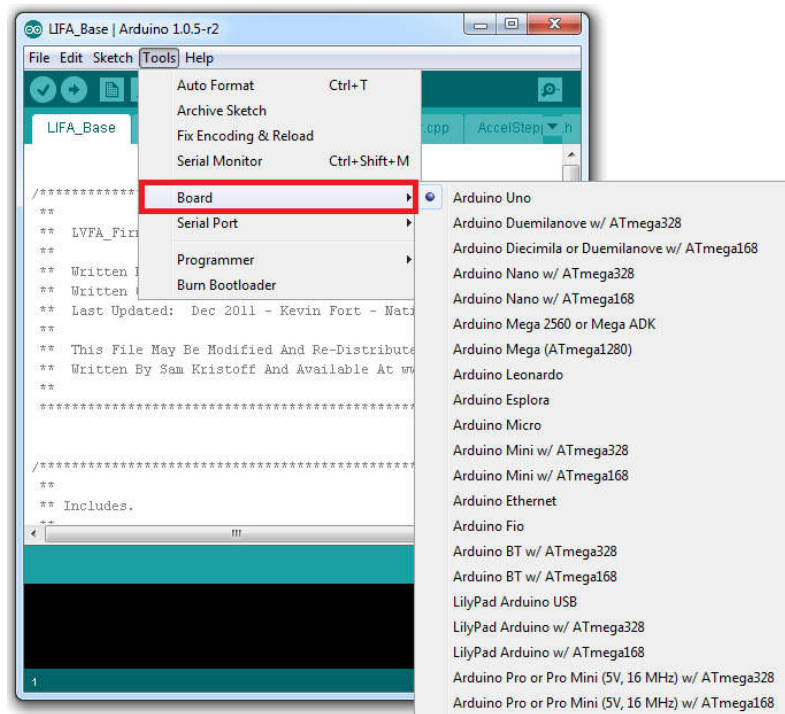 LIFA_Base | Arduino 1.0.5-r2
File Edit Sketch Tools Help
Auto Format Ctrl+T
Archive Sketch
Fix Encoding & Reload
Serial Monitor Ctrl+Shift+M
Board
Serial Port
Programmer
Burn Bootloader
LIFA_Base .cpp .h
/************
**
** LVFA_Firm
**
** Written
** Written
** Last Updated: Dec 2011 - Kevin Fort - Nati
**
** This File May Be Modified And Re-Distribute
** Written By Sam Kristoff And Available At
**
***********************************************
/**********************************************
**
** Includes.
**
Arduino Uno
Arduino Duemilanove w/ ATmega328
Arduino Diecimila or Duemilanove w/ ATmega168
Arduino Nano w/ ATmega328
Arduino Nano w/ ATmega168
Arduino Mega 2560 or Mega ADK
Arduino Mega (ATmega1280)
Arduino Leonardo
Arduino Esplora
Arduino Micro
Arduino Mini w/ ATmega328
Arduino Mini w/ ATmega168
Arduino Ethernet
Arduino Fio
Arduino BT w/ ATmega328
Arduino BT w/ ATmega168
LilyPad Arduino USB
LilyPad Arduino w/ ATmega328
LilyPad Arduino w/ ATmega168
Arduino Pro or Pro Mini (5V, 16 MHz) w/ ATmega328
Arduino Pro or Pro Mini (5V, 16 MHz) w/ ATmega168
1